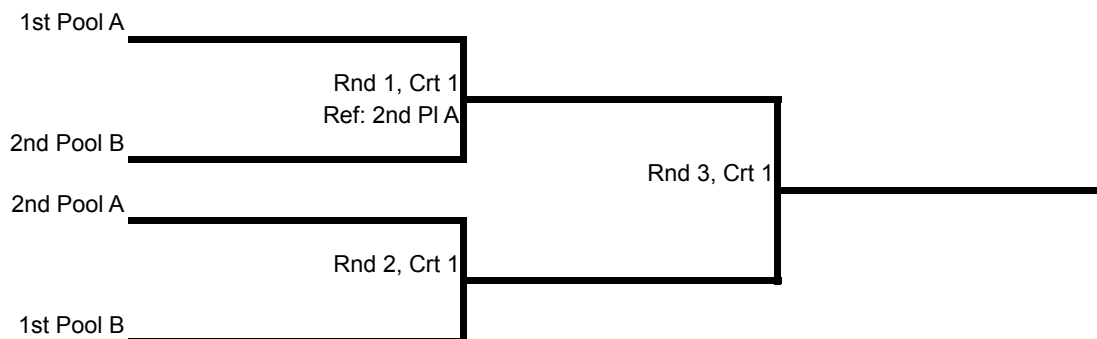 1st Pool A
Rnd 1, Crt 1
Ref: 2nd Pl A
2nd Pool B
Rnd 3, Crt 1
2nd Pool A
Rnd 2, Crt 1
1st Pool B